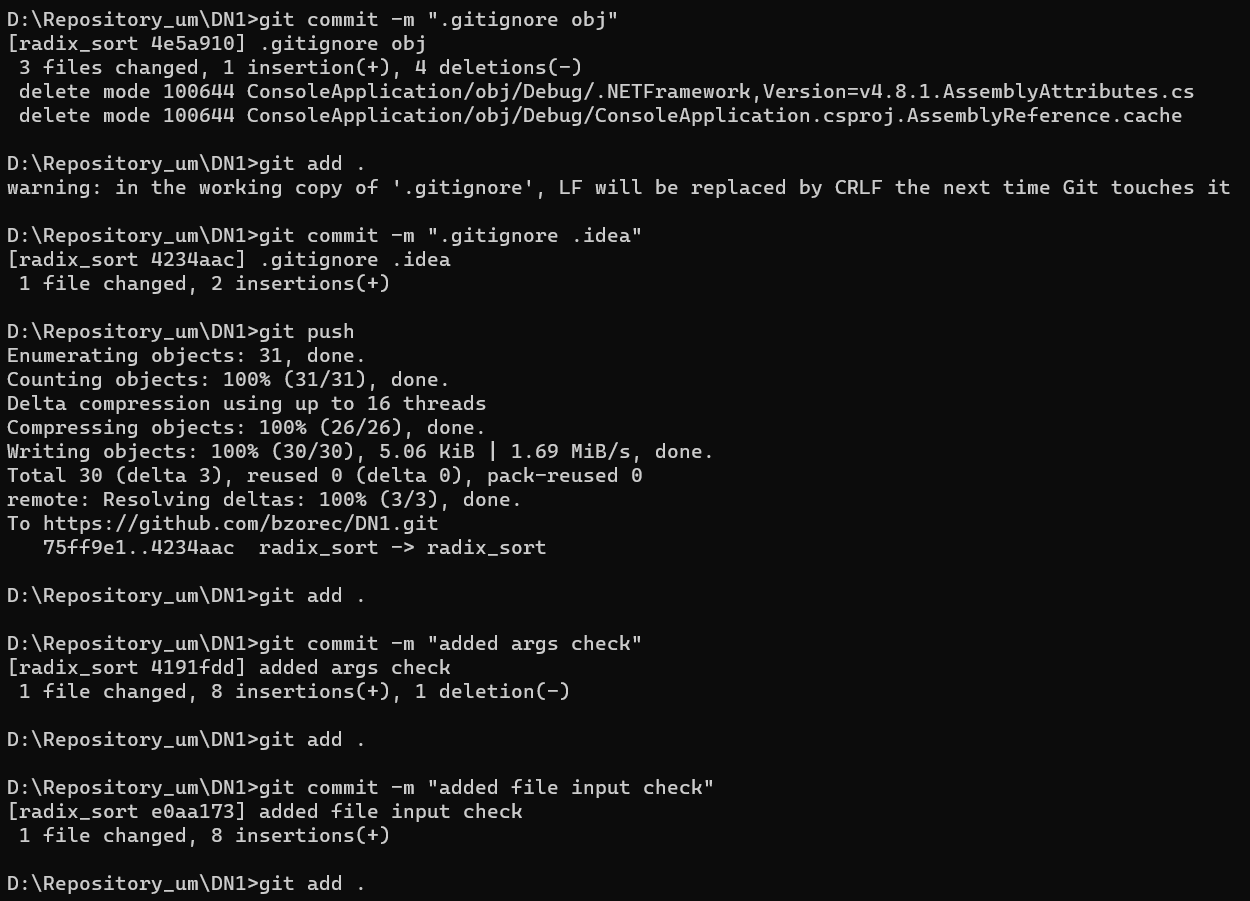 D:\Repository_um\DN1>git commit -m ".gitignore obj"
[radix_sort 4e5a910] .gitignore obj
 3 files changed, 1 insertion(+), 4 deletions(-)
 delete mode 100644 ConsoleApplication/obj/Debug/.NETFramework,Version=v4.8.1.AssemblyAttributes.cs
 delete mode 100644 ConsoleApplication/obj/Debug/ConsoleApplication.csproj.AssemblyReference.cache

D:\Repository_um\DN1>git add .
warning: in the working copy of '.gitignore', LF will be replaced by CRLF the next time Git touches it

D:\Repository_um\DN1>git commit -m ".gitignore .idea"
[radix_sort 4234aac] .gitignore .idea
 1 file changed, 2 insertions(+)

D:\Repository_um\DN1>git push
Enumerating objects: 31, done.
Counting objects: 100% (31/31), done.
Delta compression using up to 16 threads
Compressing objects: 100% (26/26), done.
Writing objects: 100% (30/30), 5.06 KiB | 1.69 MiB/s, done.
Total 30 (delta 3), reused 0 (delta 0), pack-reused 0
remote: Resolving deltas: 100% (3/3), done.
To https://github.com/bzorec/DN1.git
   75ff9e1..4234aac  radix_sort -> radix_sort

D:\Repository_um\DN1>git add .

D:\Repository_um\DN1>git commit -m "added args check"
[radix_sort 4191fdd] added args check
 1 file changed, 8 insertions(+), 1 deletion(-)

D:\Repository_um\DN1>git add .

D:\Repository_um\DN1>git commit -m "added file input check"
[radix_sort e0aa173] added file input check
 1 file changed, 8 insertions(+)

D:\Repository_um\DN1>git add .